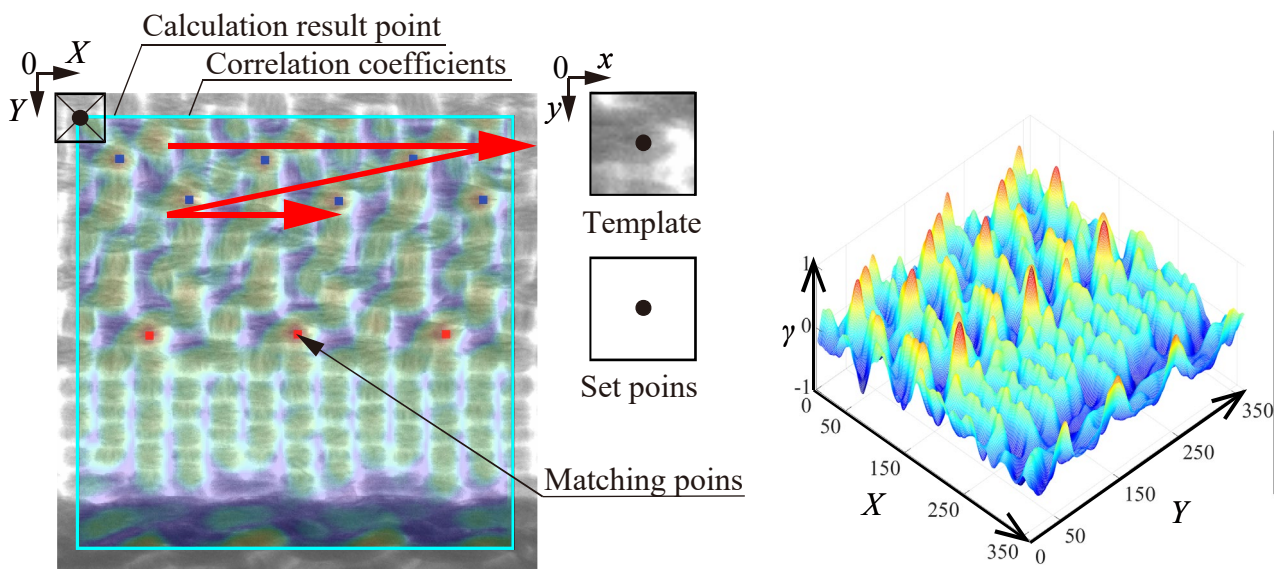 Calculation result point
0 X
Correlation coefficients
Y
0 x
y
Template
Set poins
Matching poins
1
γ 0
-1
0
50
150
X
250
350
0
50
150
Y
250
350